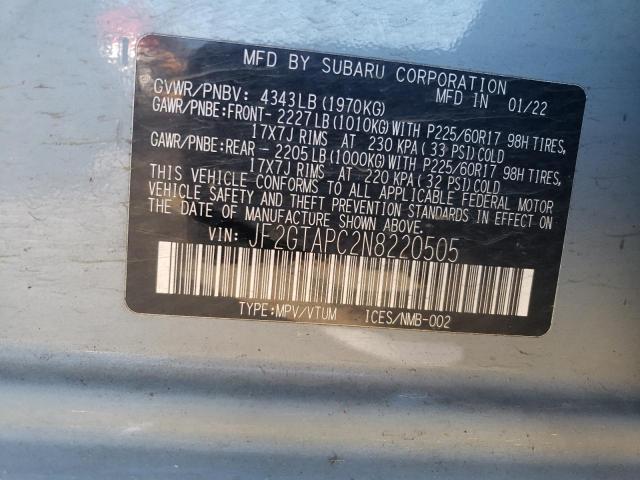 MFD BY SUBARU CORPORATION
MFD IN 01/22
GVWR/PNBV: 4343LB (1970KG)
GAWR/PNBE:FRONT- 2227LB (1010KG) WITH P225/60R17 98H TIRES,
17X7J RIMS AT 230 KPA (33 PSI) COLD
GAWR/PNBE:REAR - 2205LB (1000KG) WITH P225/60R17 98H TIRES,
17X7J RIMS AT 220 KPA (32 PSI) COLD
THIS VEHICLE CONFORMS TO ALL APPLICABLE FEDERAL MOTOR
VEHICLE SAFETY AND THEFT PREVENTION STANDARDS IN EFFECT
ON THE DATE OF MANUFACTURE SHOWN ABOVE.
VIN: JF2GTAPC2N8220505
TYPE:MPV/VTUM ICES/NMB-002